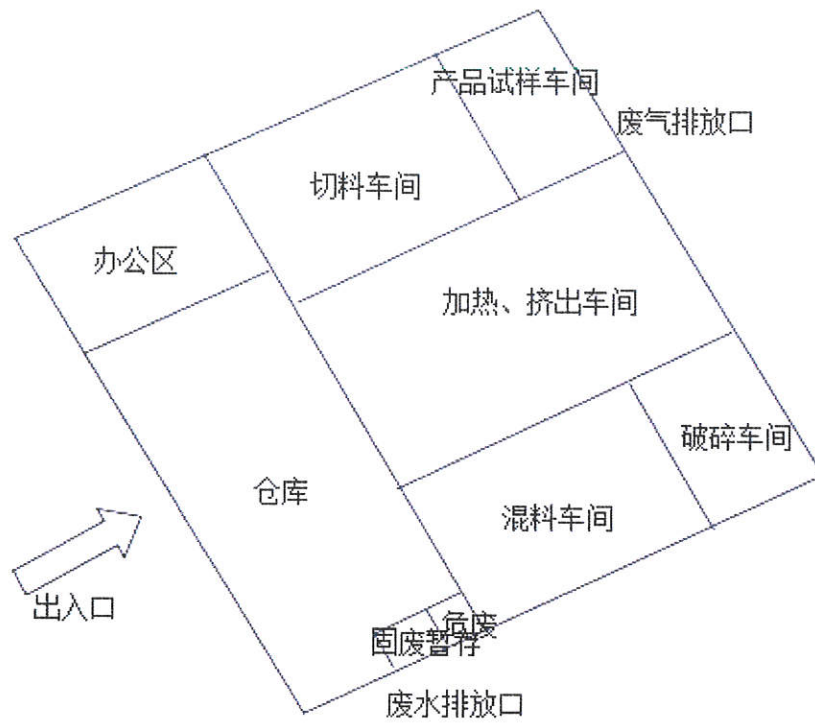 产品试样车间
废气排放口
切料车间
办公区
加热、挤出车间
破碎车间
仓库
混料车间
出入口
危废
固废暂存
废水排放口